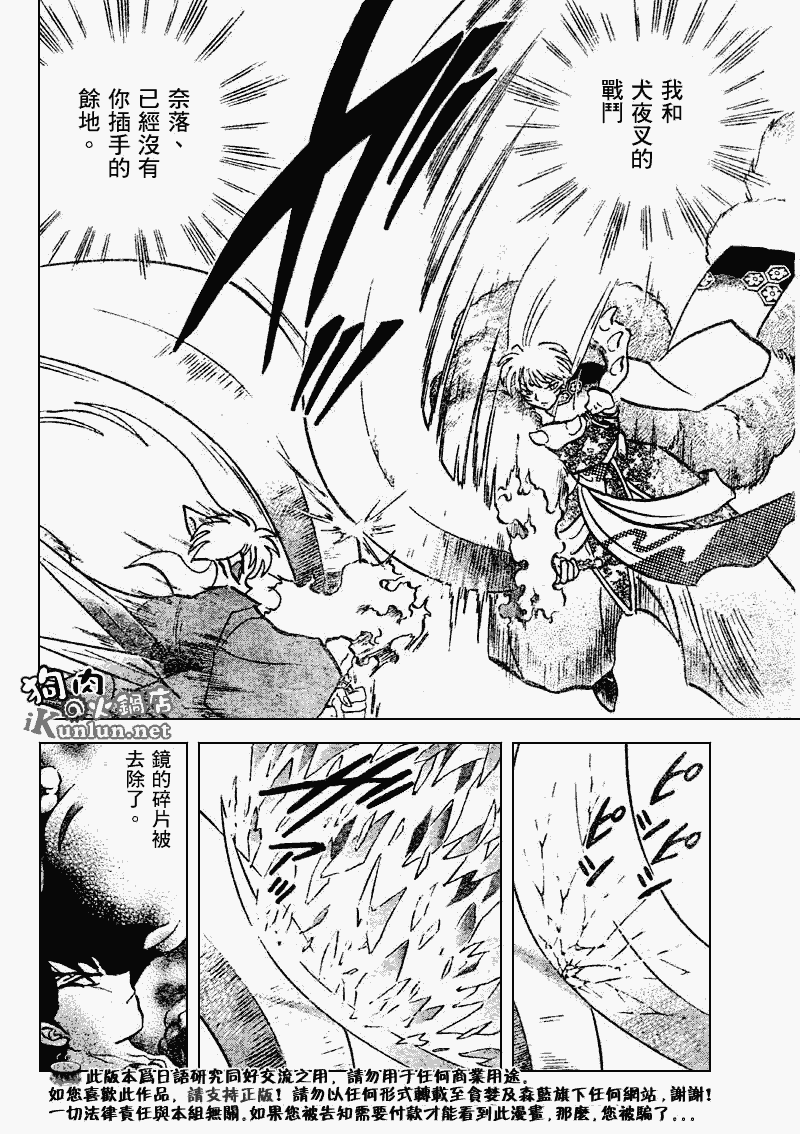 我和
犬夜叉的
戰鬥
奈落、
已經沒有
你插手的
餘地。
狗肉の火鍋店
iKunlun.net
ピッ
ピッ
ピッ
鏡的碎片被
去除了。
此版本爲日語研究同好交流之用，請勿用于任何商業用途。
如您喜歡此作品，請支持正版！請勿以任何形式轉載至貪婪及森藍旗下任何網站，謝謝！
一切法律責任與本組無關。如果您被告知需要付款才能看到此漫畫，那麼，您被騙了...